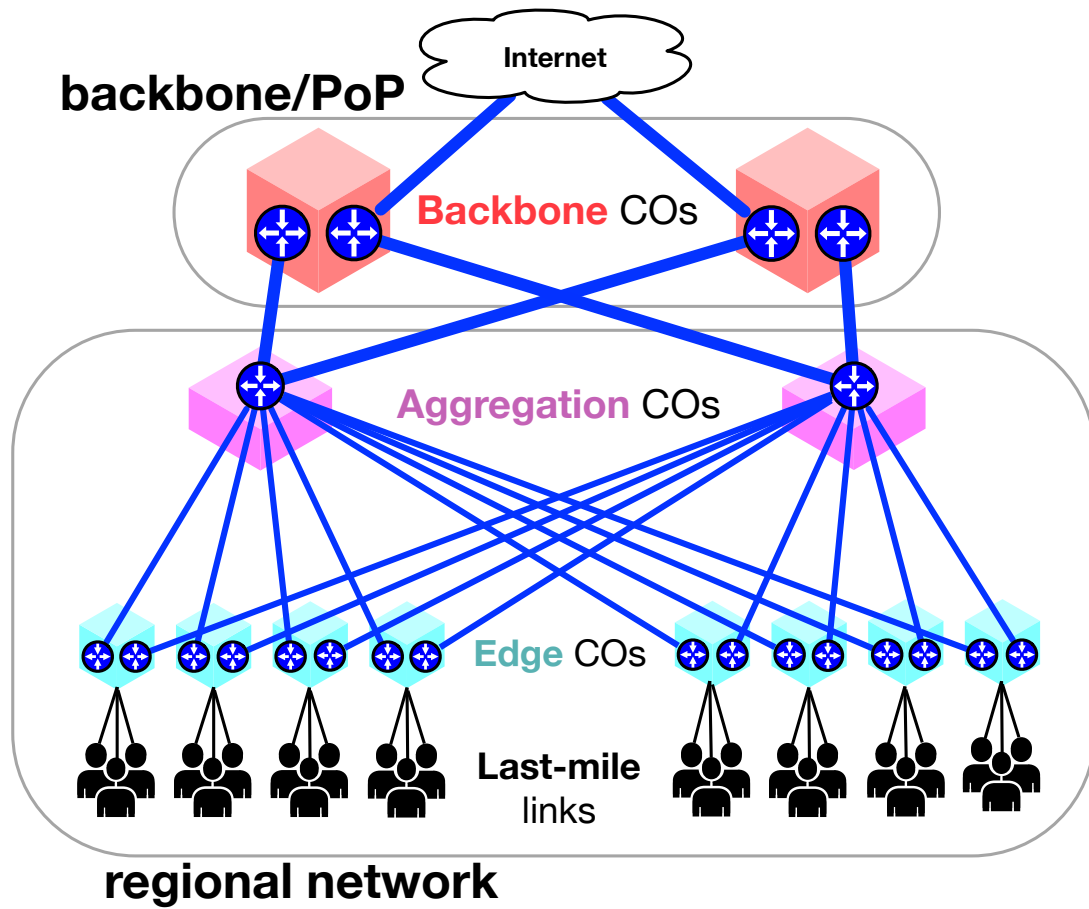 Internet
backbone/PoP
Backbone COs
Aggregation COs
Edge COs
Last-mile
links
regional network